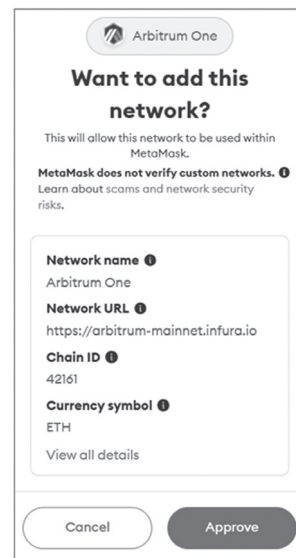 Arbitrum One
Want to add this
network?
This will allow this network to be used within
MetaMask.
MetaMask does not verify custom networks.
Learn about scams and network security
risks.
Network name
Arbitrum One
Network URL
https://arbitrum-mainnet.infura.io
Chain ID
42161
Currency symbol
ETH
View all details
Cancel
Approve